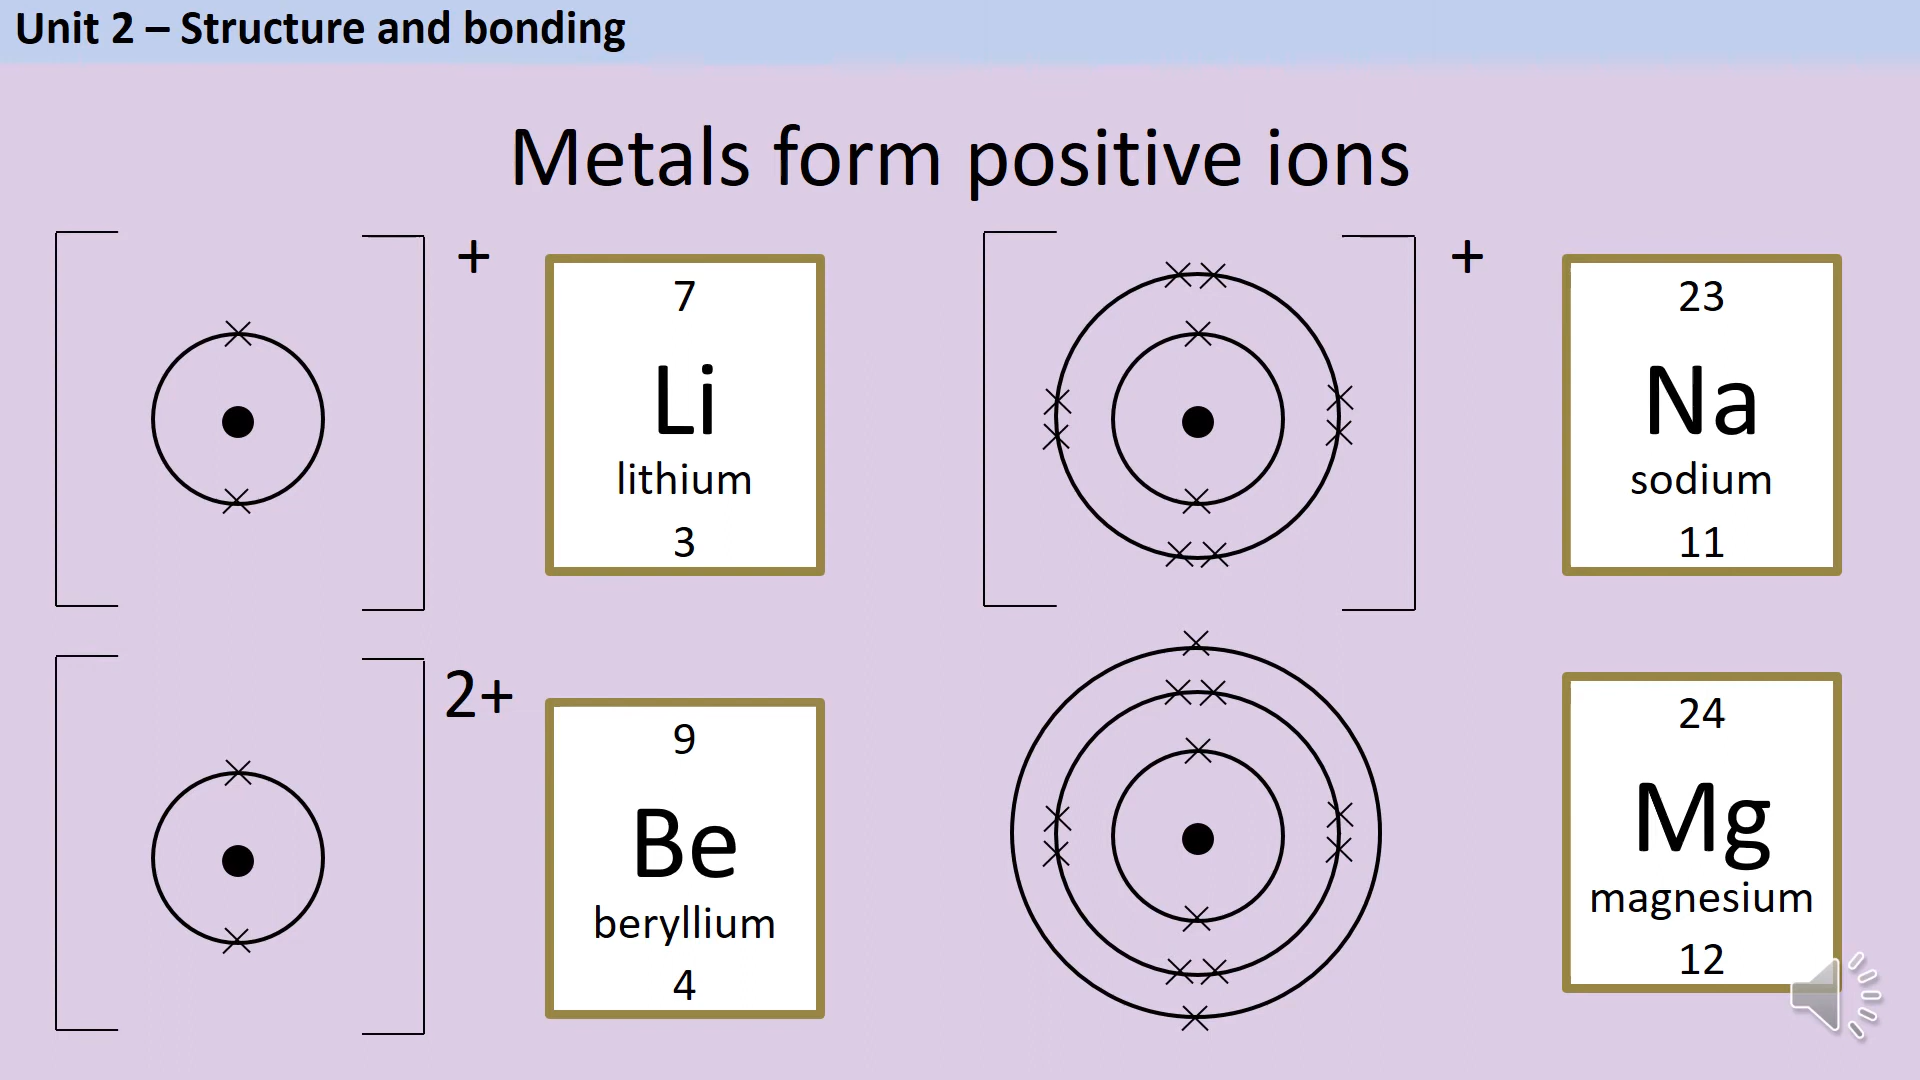 Unit 2 – Structure and bonding
Metals form positive ions
+
7
Li
lithium
3
+
23
Na
sodium
11
2+
9
Be
beryllium
4
24
Mg
magnesium
12